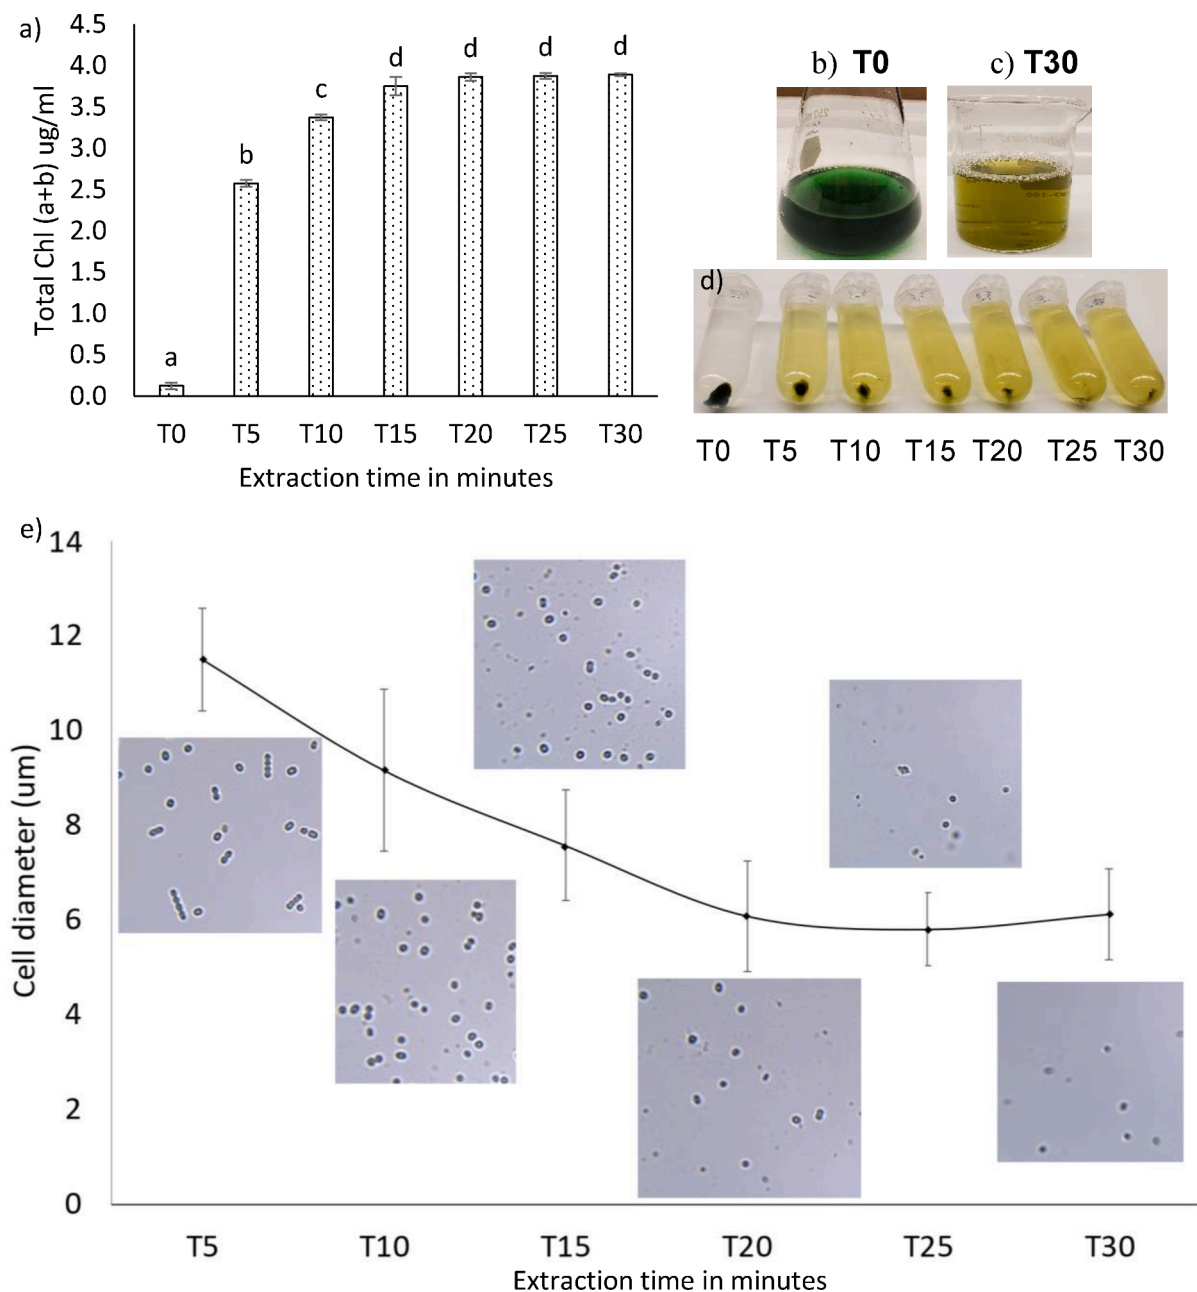 a)
Total Chl (a+b) ug/ml
4.5
4.0
3.5
3.0
2.5
2.0
1.5
1.0
0.5
0.0
a
b
c
d
d
d
d
T0 T5 T10 T15 T20 T25 T30
Extraction time in minutes
b) T0
c) T30
d)
T0 T5 T10 T15 T20 T25 T30
e)
Cell diameter (um)
14
12
10
8
6
4
2
0
T5 T10 T15 T20 T25 T30
Extraction time in minutes